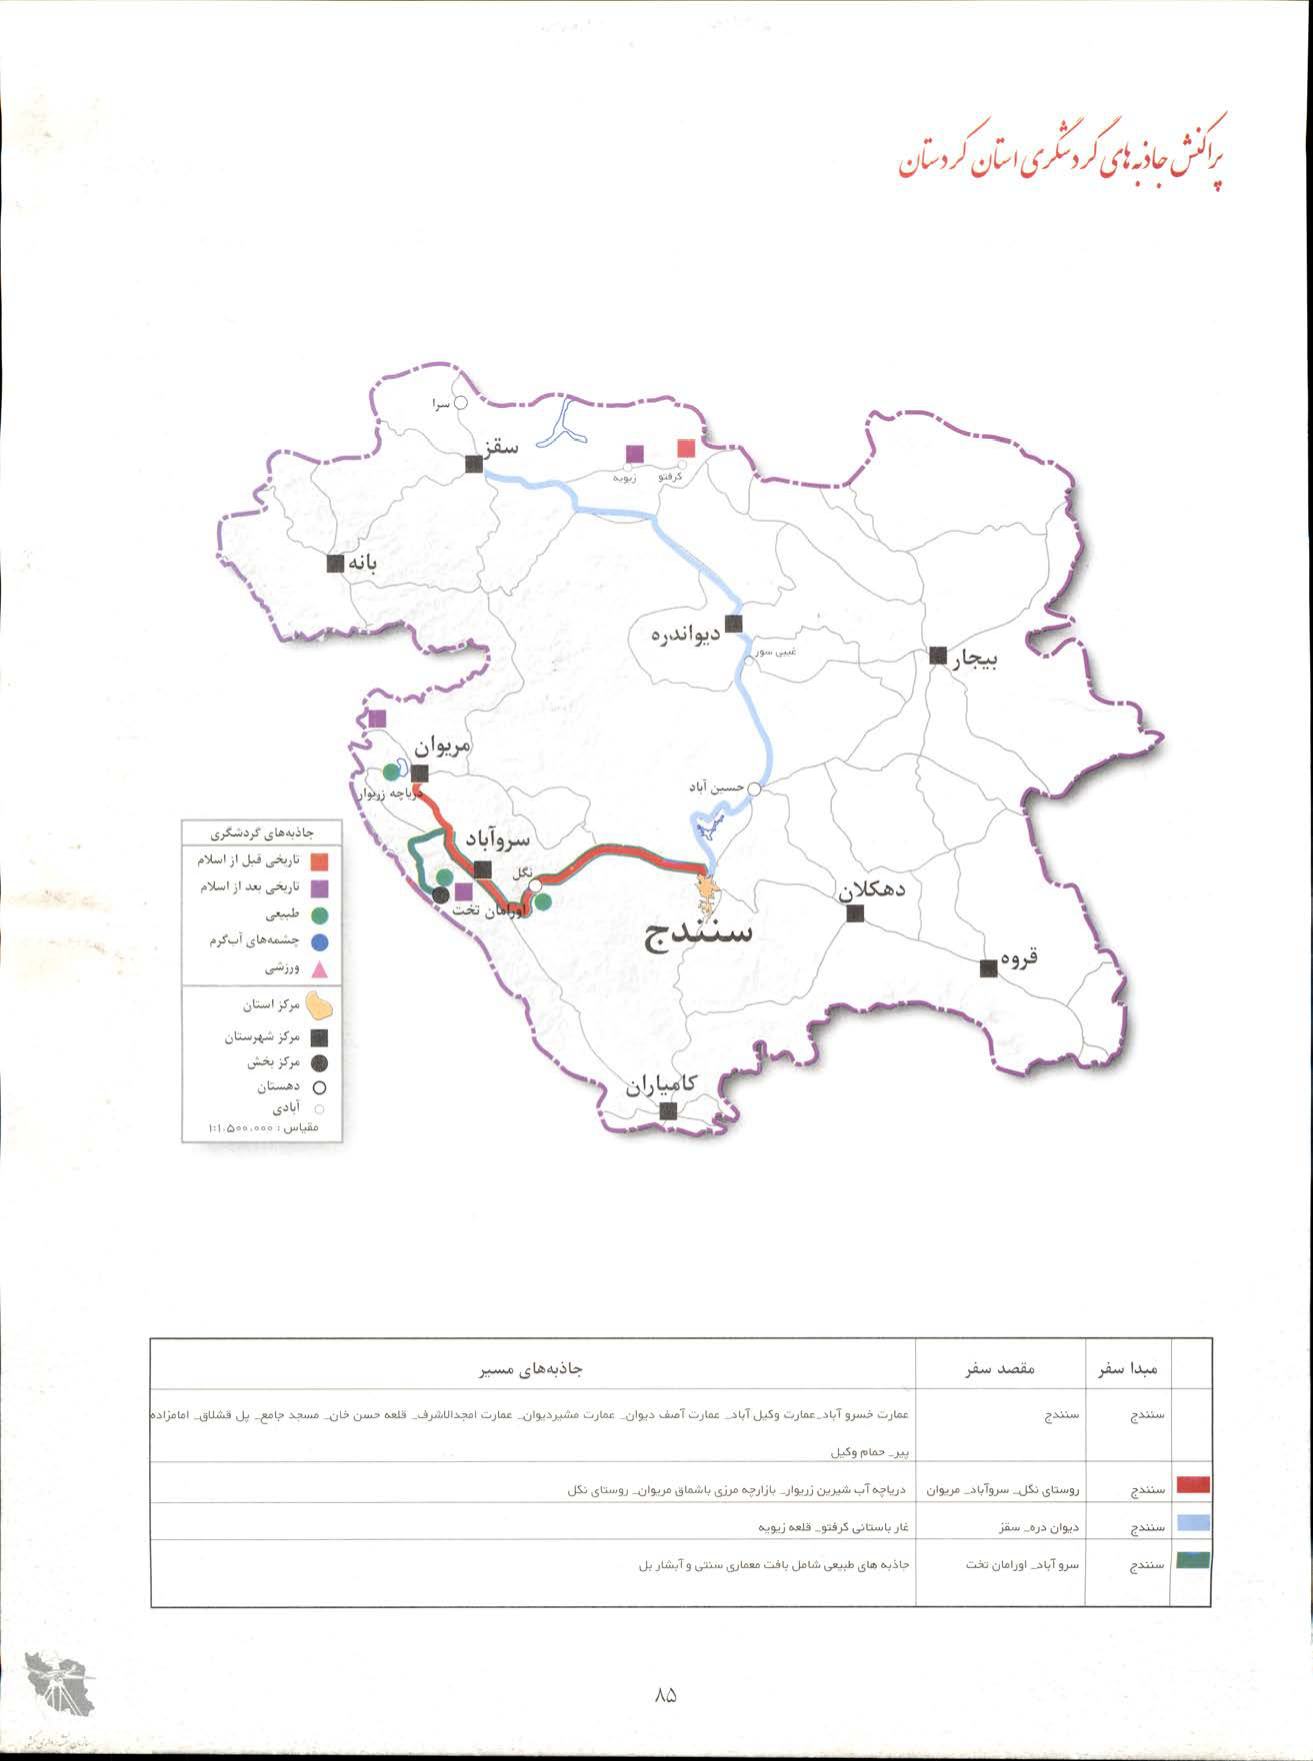 پراکنش جاذبه‌های گردشگری استان کردستان
سرا
سقز
زیویه
کرفتو
بانه
دیواندره
غیبی سور
بیجار
مریوان
دریاچه زریوار
حسین آباد
سروآباد
نگل
اورامان تخت
سنندج
دهکلان
قروه
کامیاران
جاذبه‌های گردشگری
تاریخی قبل از اسلام
تاریخی بعد از اسلام
طبیعی
چشمه‌های آب‌گرم
ورزشی
مرکز استان
مرکز شهرستان
مرکز بخش
دهستان
آبادی
مقیاس : ۱:۱.۵۰۰.۰۰۰
مبدا سفر مقصد سفر جاذبه‌های مسیر
سنندج سنندج عمارت خسرو آباد_عمارت وکیل آباد_ عمارت آصف دیوان_ عمارت مشیردیوان_ عمارت امجدالاشرف_ قلعه حسن خان_ مسجد جامع_ پل قشلاق_ امامزاده
پیر_ حمام وکیل
سنندج روستای نگل_ سروآباد_ مریوان دریاچه آب شیرین زریوار_ بازارچه مرزی باشماق مریوان_ روستای نگل
سنندج دیوان دره_ سقز غار باستانی کرفتو_ قلعه زیویه
سنندج سرو آباد_ اورامان تخت جاذبه های طبیعی شامل بافت معماری سنتی و آبشار بل
۸۵